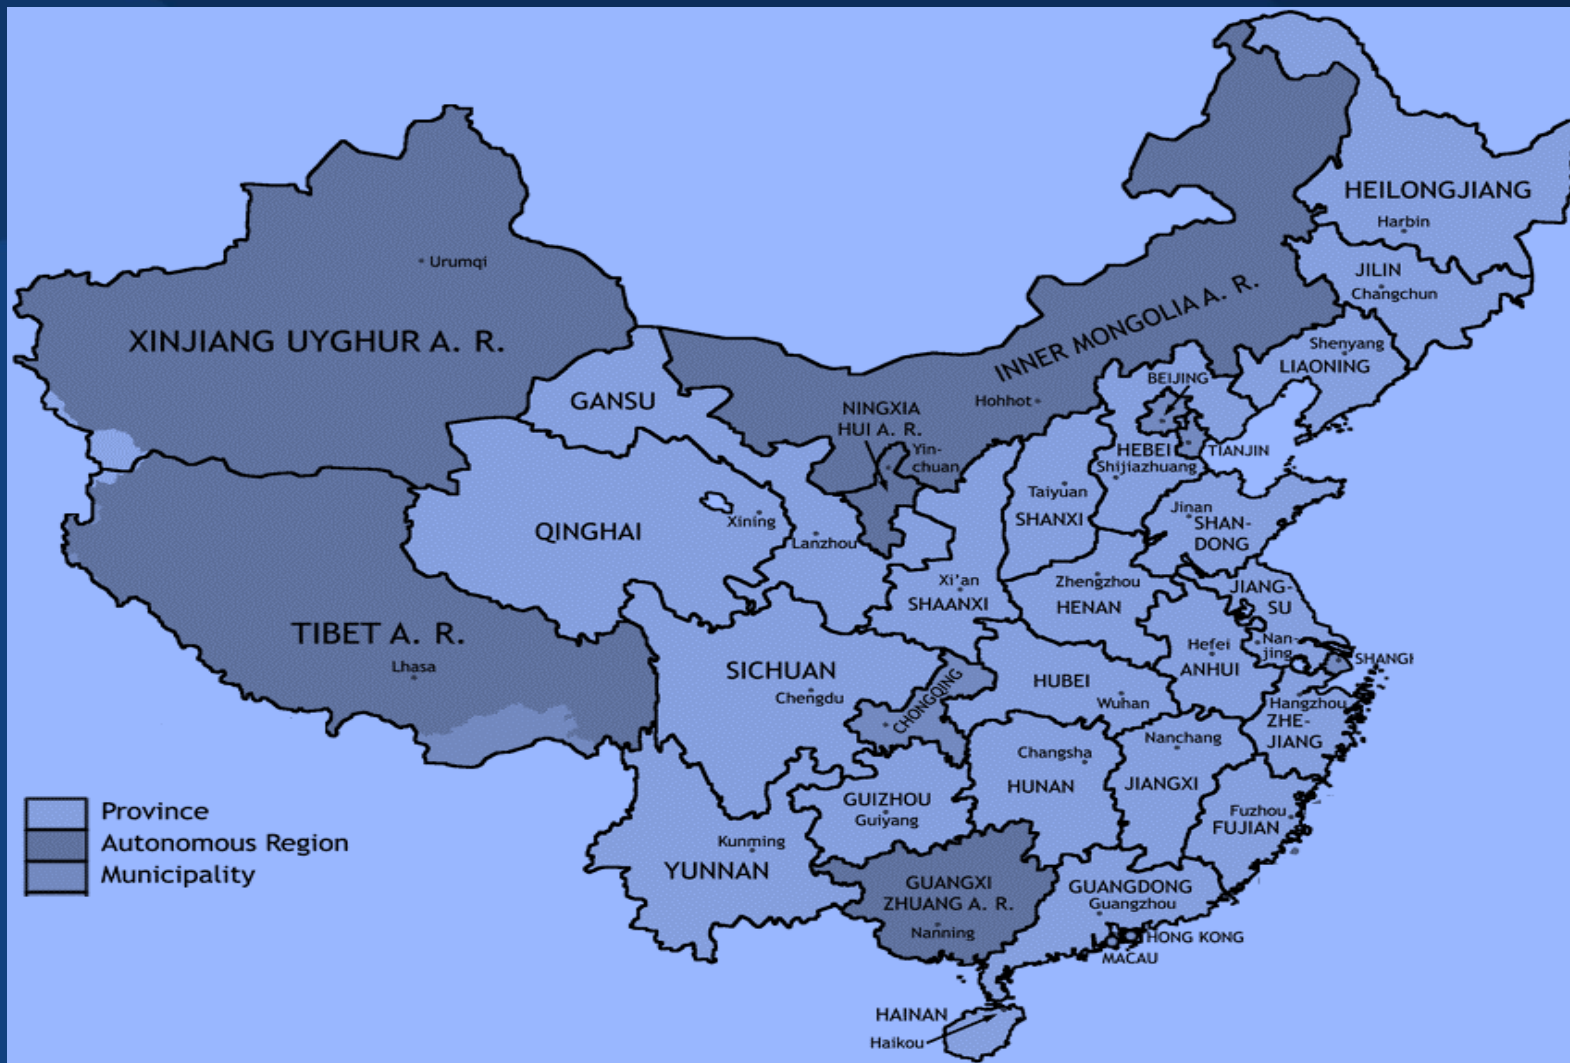 HEILONGJIANG
Harbin
JILIN
Changchun
Urumqi
XINJIANG UYGHUR A. R.
INNER MONGOLIA A. R.
Hohhot
Shenyang
LIAONING
BEIJING
GANSU
NINGXIA
HUI A. R.
Yin-
chuan
HEBEI
Shijiazhuang
TIANJIN
Taiyuan
SHANXI
Jinan
SHAN-
DONG
QINGHAI
Xining
Lanzhou
Xi'an
SHAANXI
Zhengzhou
HENAN
JIANG-
SU
Nan-
jing
Hefei
ANHUI
SHANGH
TIBET A. R.
Lhasa
SICHUAN
Chengdu
CHONGQING
HUBEI
Wuhan
Hangzhou
ZHE-
JIANG
Changsha
HUNAN
Nanchang
JIANGXI
GUIZHOU
Guiyang
Fuzhou
FUJIAN
Kunming
YUNNAN
GUANGXI
ZHUANG A. R.
Nanning
GUANGDONG
Guangzhou
HONG KONG
MACAU
HAINAN
Haikou
Province
Autonomous Region
Municipality